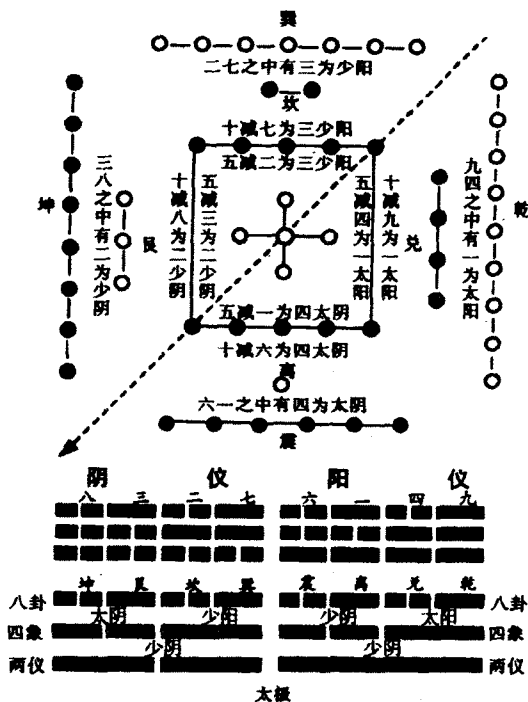 巽
二七之中有三为少阳
坎
十减七为三少阳
五减二为三少阳
坤
三八之中有二为少阴
艮
十减八为二少阴
五减三为二少阴
五减四为一太阳
十减九为一太阳
兑
九四之中有一为太阳
乾
五减一为四太阴
十减六为四太阴
离
六一之中有四为太阴
震
阴 仪 阳 仪
八 三 二 七 六 一 四 九
坤 艮 坎 巽 震 离 兑 乾
八卦 八卦
太阴 少阳 少阴 太阳
四象 四象
少阴 少阴
两仪 两仪
太极